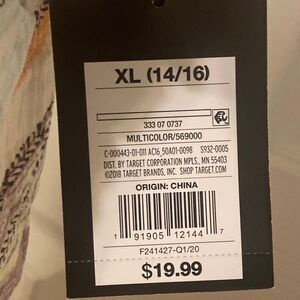 XL (14/16)
333 07 0737
MULTICOLOR/569000
C-000443-01-011 AC16_50A01-0098 S932-0005
DIST. BY TARGET CORPORATION MPLS., MN 55403
©2018 TARGET BRANDS, INC. SHOP TARGET.COM
ORIGIN: CHINA
1 91905 12144 7
F241427-Q1/20
$19.99